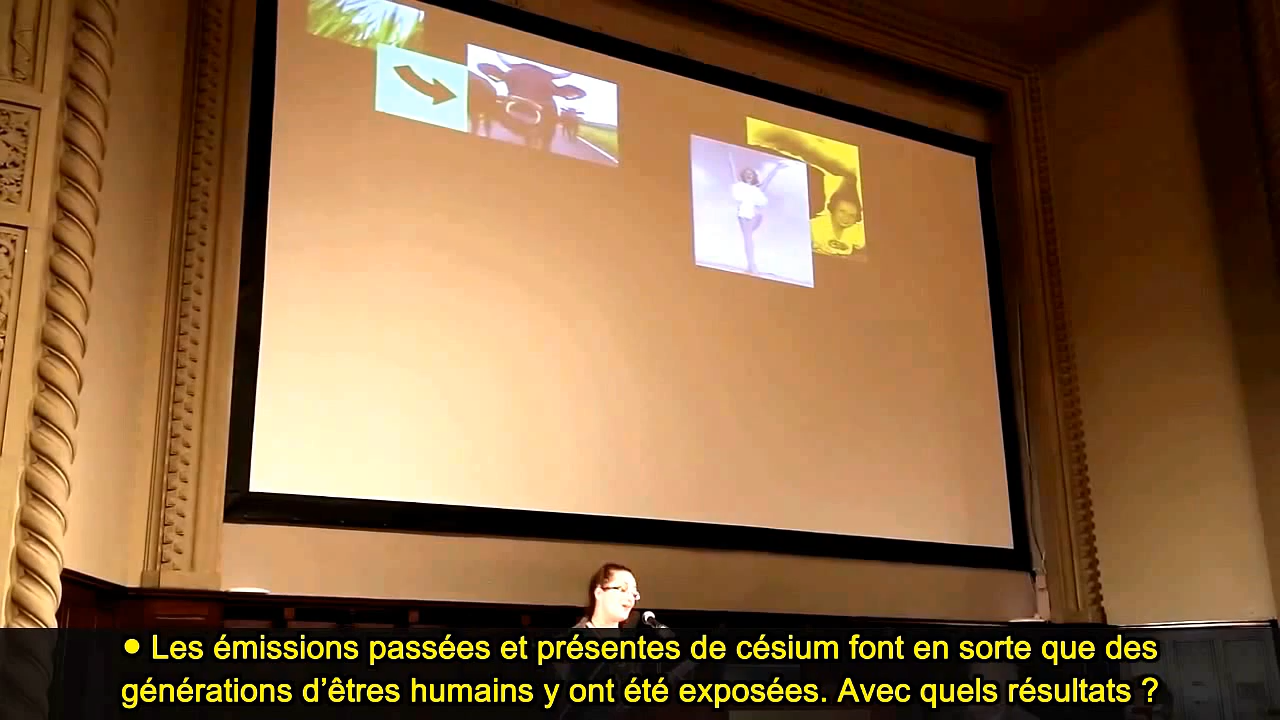 ● Les émissions passées et présentes de césium font en sorte que des
générations d’êtres humains y ont été exposées. Avec quels résultats ?